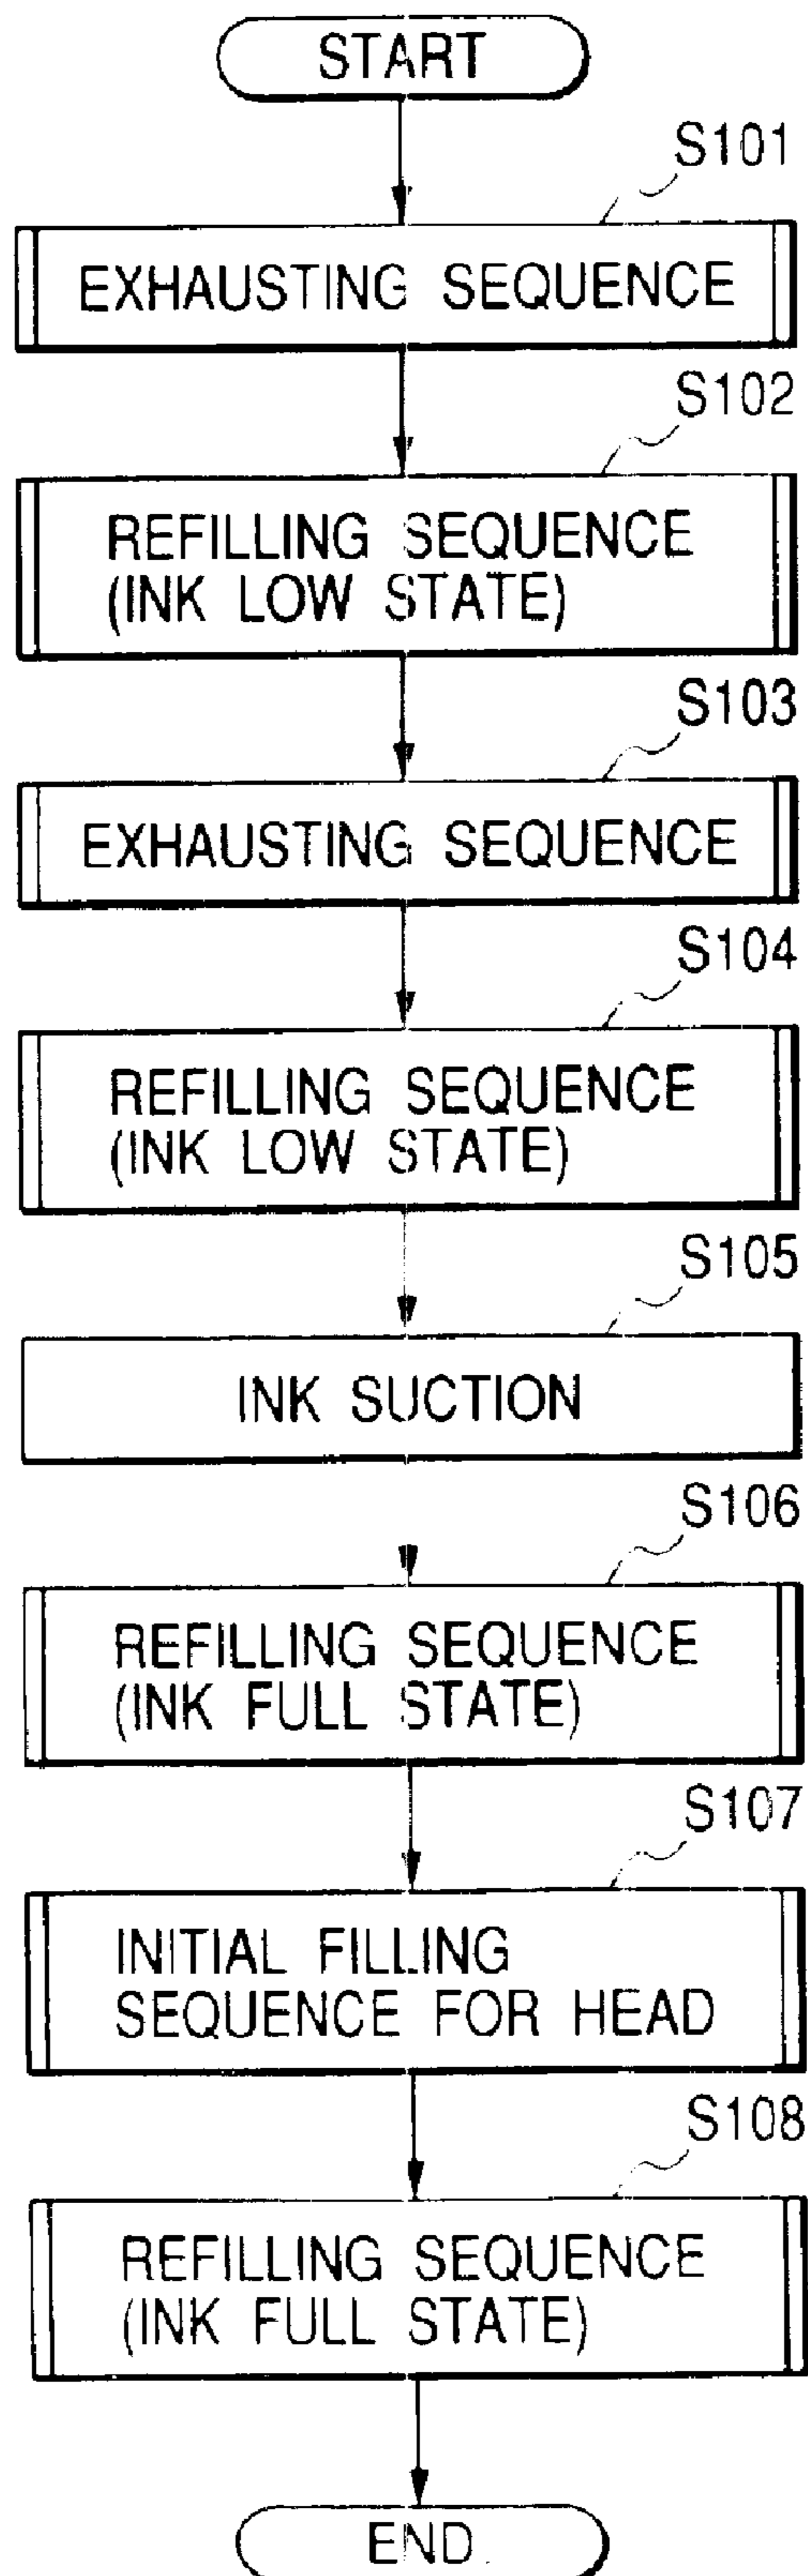 START
S101
EXHAUSTING SEQUENCE
S102
REFILLING SEQUENCE
(INK LOW STATE)
S103
EXHAUSTING SEQUENCE
S104
REFILLING SEQUENCE
(INK LOW STATE)
S105
INK SUCTION
S106
REFILLING SEQUENCE
(INK FULL STATE)
S107
INITIAL FILLING
SEQUENCE FOR HEAD
S108
REFILLING SEQUENCE
(INK FULL STATE)
END